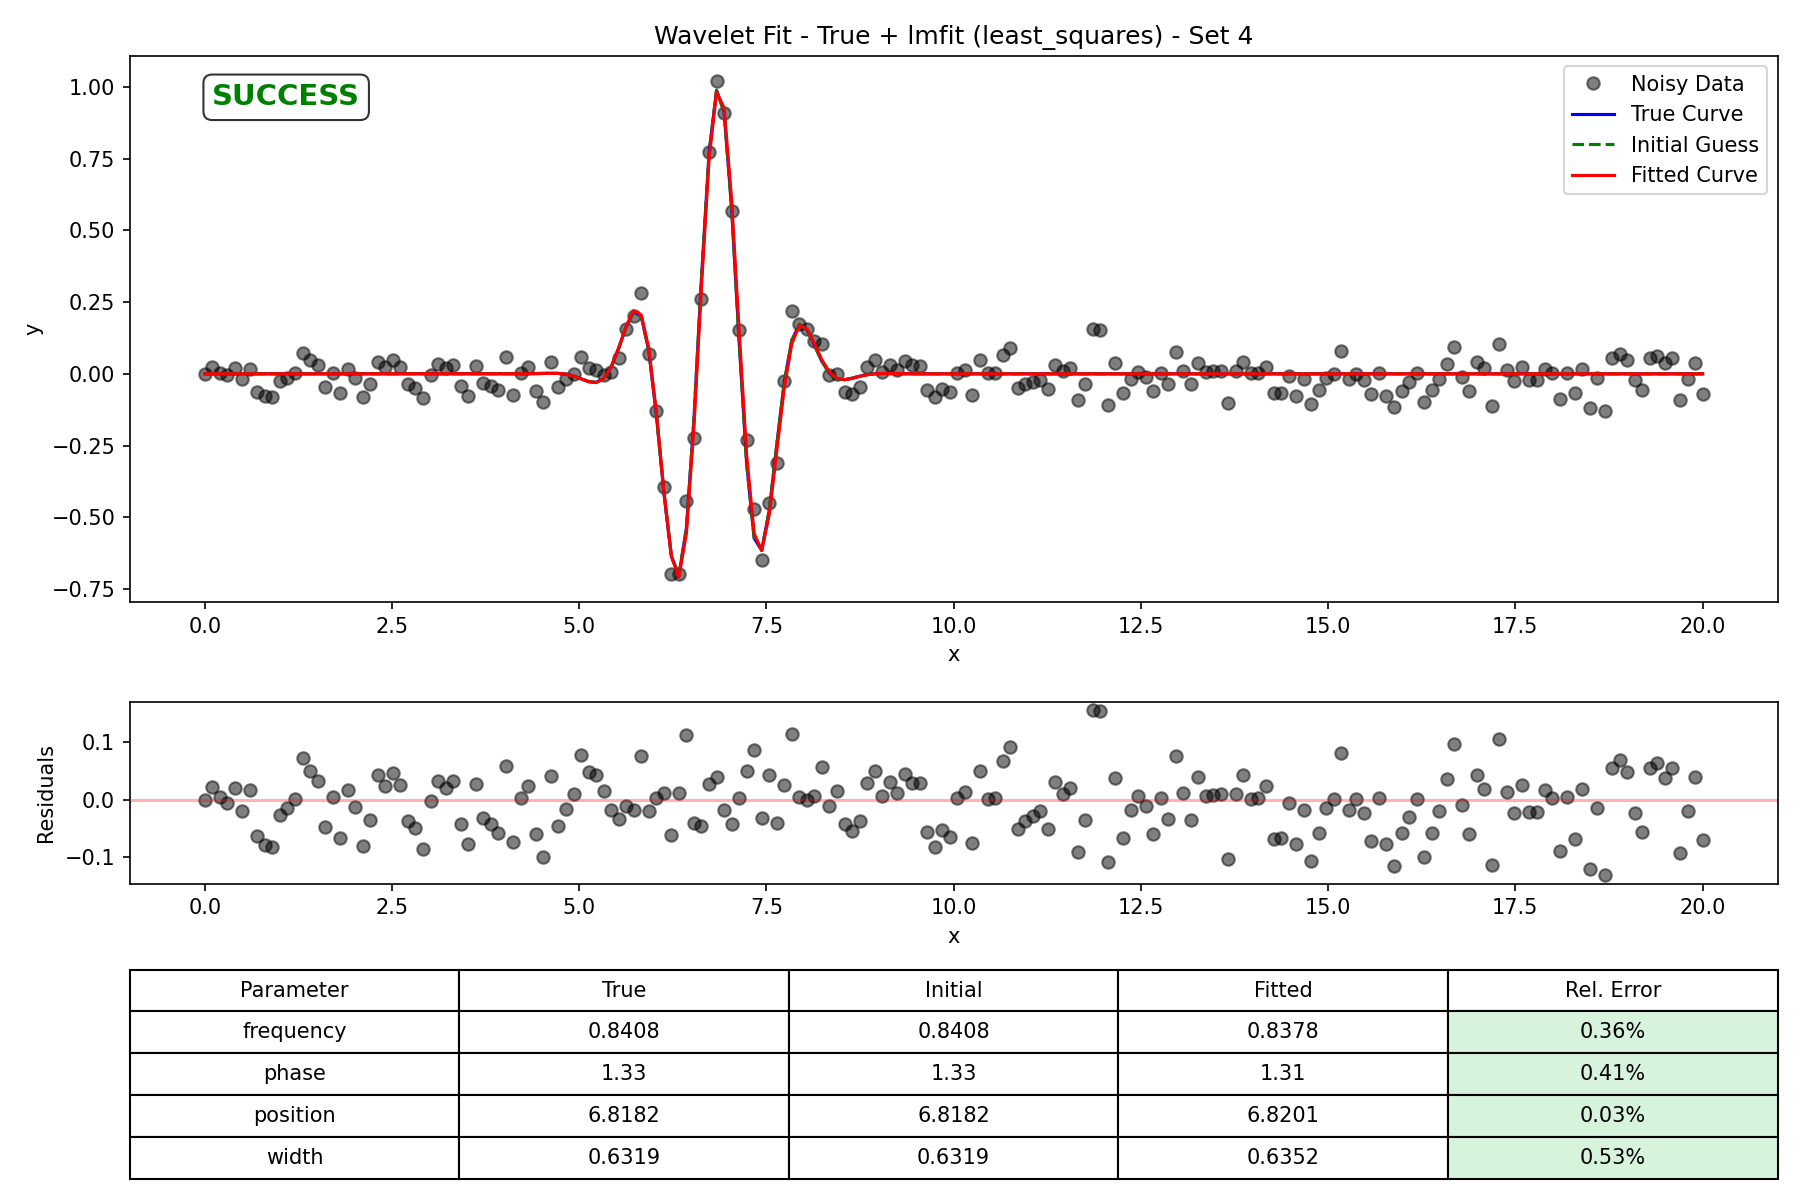 Wavelet Fit - True + lmfit (least_squares) - Set 4
SUCCESS
Noisy Data
True Curve
Initial Guess
Fitted Curve
y
1.00
0.75
0.50
0.25
0.00
−0.25
−0.50
−0.75
0.0 2.5 5.0 7.5 10.0 12.5 15.0 17.5 20.0
x
Residuals
0.1
0.0
−0.1
0.0 2.5 5.0 7.5 10.0 12.5 15.0 17.5 20.0
x
Parameter True Initial Fitted Rel. Error
frequency 0.8408 0.8408 0.8378 0.36%
phase 1.33 1.33 1.31 0.41%
position 6.8182 6.8182 6.8201 0.03%
width 0.6319 0.6319 0.6352 0.53%